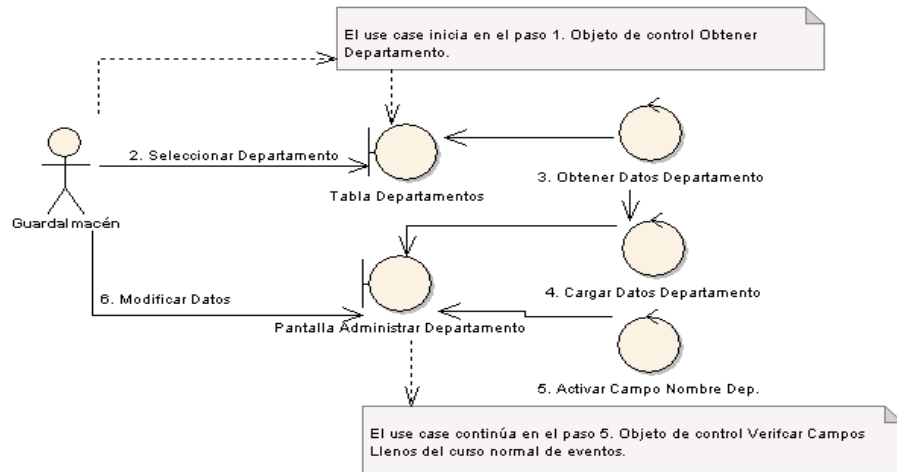 El use case inicia en el paso 1. Objeto de control Obtener
Departamento.
2. Seleccionar Departamento
Tabla Departamentos
3. Obtener Datos Departamento
Guardalmacén
6. Modificar Datos
4. Cargar Datos Departamento
Pantalla Administrar Departamento
5. Activar Campo Nombre Dep.
El use case continúa en el paso 5. Objeto de control Verifcar Campos
Llenos del curso normal de eventos.